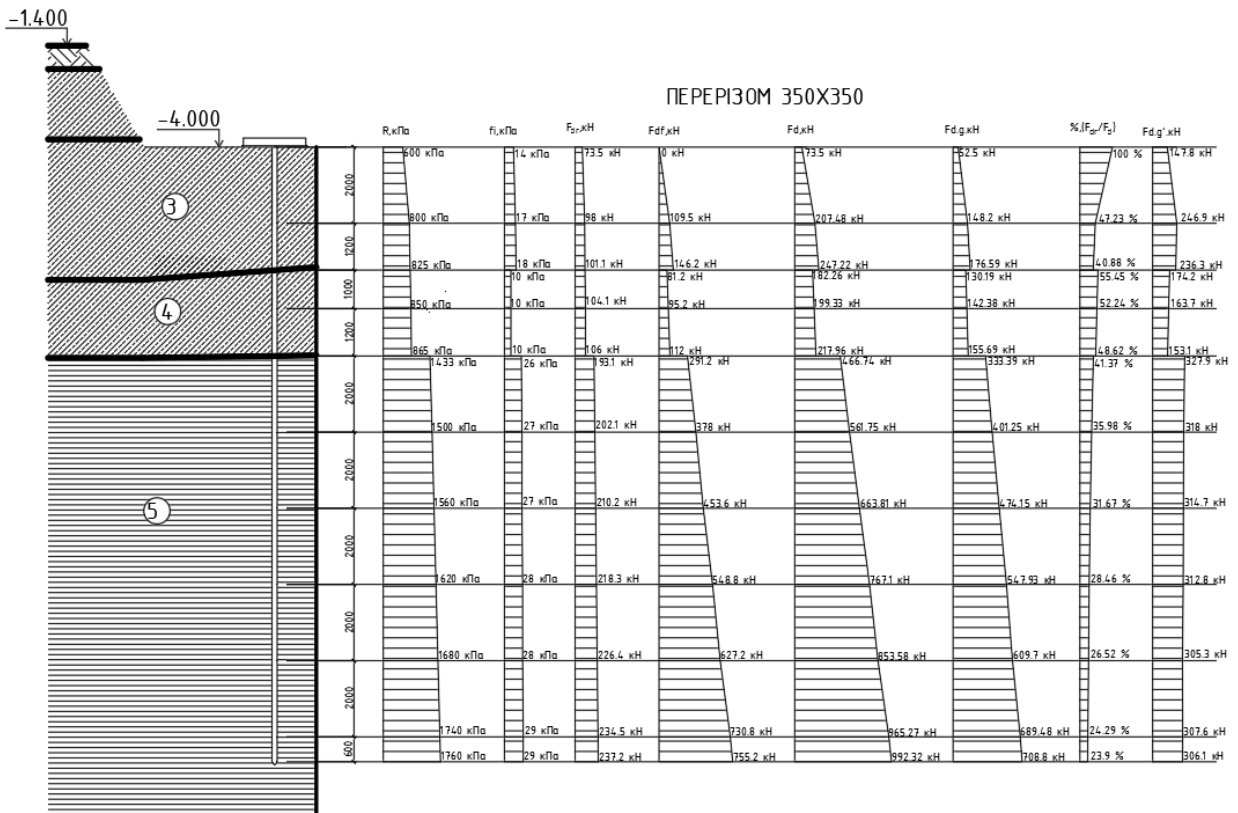 -1.400
ПЕРЕРІЗОМ 350X350
-4.000
R,кПа fi,кПа Fdr,кН Fdf,кН Fd,кН Fd.g.кН %,(Fdr/Fd) Fd.g'.кН
600 кПа 14 кПа 73.5 кН 0 кН 73.5 кН 52.5 кН 100 % 147.8 кН
2000
3
800 кПа 17 кПа 98 кН 109.5 кН 207.48 кН 148.2 кН 47.23 % 246.9 кН
1200
825 кПа 18 кПа 101.1 кН 146.2 кН 247.22 кН 176.59 кН 40.88 % 236.3 кН
10 кПа 81.2 кН 182.26 кН 130.19 кН 55.45 % 174.2 кН
1000
4
850 кПа 10 кПа 104.1 кН 95.2 кН 199.33 кН 142.38 кН 52.24 % 163.7 кН
1200
865 кПа 10 кПа 106 кН 112 кН 217.96 кН 155.69 кН 48.62 % 153.1 кН
1433 кПа 26 кПа 193.1 кН 291.2 кН 466.74 кН 333.39 кН 41.37 % 327.9 кН
2000
1500 кПа 27 кПа 202.1 кН 378 кН 561.75 кН 401.25 кН 35.98 % 318 кН
2000
5
1560 кПа 27 кПа 210.2 кН 453.6 кН 663.81 кН 474.15 кН 31.67 % 314.7 кН
2000
1620 кПа 28 кПа 218.3 кН 548.8 кН 767.1 кН 547.93 кН 28.46 % 312.8 кН
2000
1680 кПа 28 кПа 226.4 кН 627.2 кН 853.58 кН 609.7 кН 26.52 % 305.3 кН
2000
1740 кПа 29 кПа 234.5 кН 730.8 кН 965.27 кН 689.48 кН 24.29 % 307.6 кН
600
1760 кПа 29 кПа 237.2 кН 755.2 кН 992.32 кН 708.8 кН 23.9 % 306.1 кН